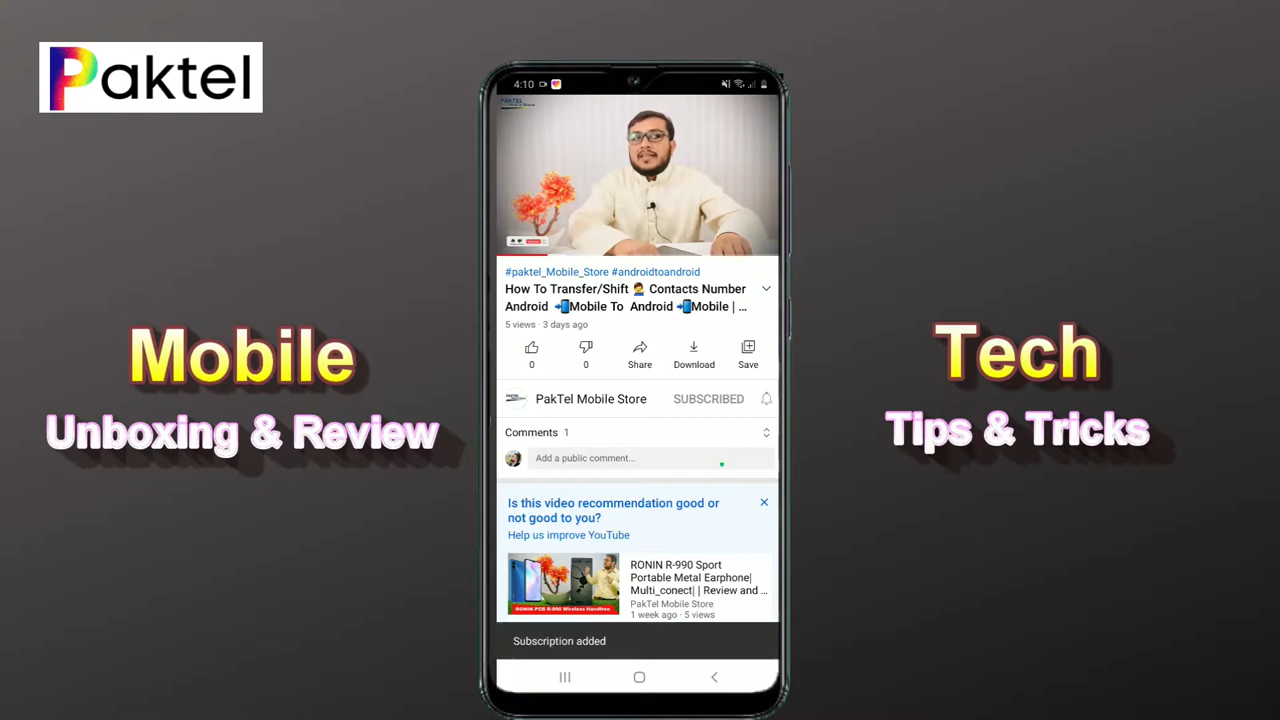 Paktel
4:10
PAKTEL
#paktel_Mobile_Store #androidtoandroid
How To Transfer/Shift 🙎 Contacts Number
Android 📲Mobile To Android 📲Mobile | ...
5 views · 3 days ago
0
0
Share
Download
Save
PakTel Mobile Store
SUBSCRIBED
Comments 1
Add a public comment...
Is this video recommendation good or
not good to you?
Help us improve YouTube
RONIN R-990 Sport
Portable Metal Earphone|
Multi_conect| | Review and ...
PakTel Mobile Store
1 week ago · 5 views
Subscription added
Mobile
Unboxing & Review
Tech
Tips & Tricks